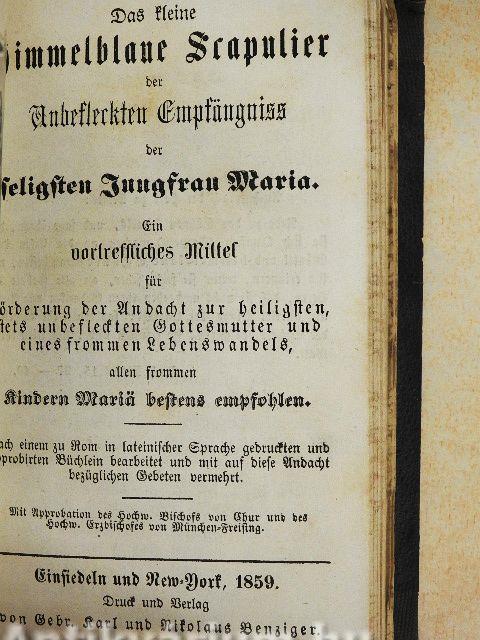 Das kleine
Himmelblaue Scapulier
der
Unbefleckten Empfängniss
der
seligsten Jungfrau Maria.
Ein
vortreffliches Mittel
für
örderung der Andacht zur heiligsten,
stets unbefleckten Gottesmutter und
eines frommen Lebenswandels,
allen frommen
Kindern Mariä bestens empfohlen.
ach einem zu Rom in lateinischer Sprache gedruckten und
pprobirten Büchlein bearbeitet und mit auf diese Andacht
bezüglichen Gebeten vermehrt.
Mit Approbation des Hochw. Bischofs von Chur und des
Hochw. Erzbischofes von München-Freising.
Einsiedeln und New-York, 1859.
Druck und Verlag
von Gebr. Karl und Nikolaus Benziger.